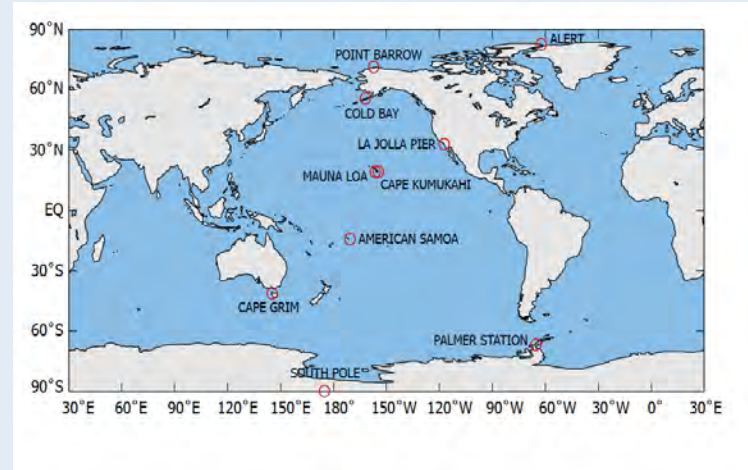 90°N
ALERT
POINT BARROW
60°N
COLD BAY
30°N
LA JOLLA PIER
MAUNA LOA
CAPE KUMUKAHI
EQ
AMERICAN SAMOA
30°S
CAPE GRIM
60°S
PALMER STATION
SOUTH POLE
90°S
30°E 60°E 90°E 120°E 150°E 180° 150°W 120°W 90°W 60°W 30°W 0° 30°E